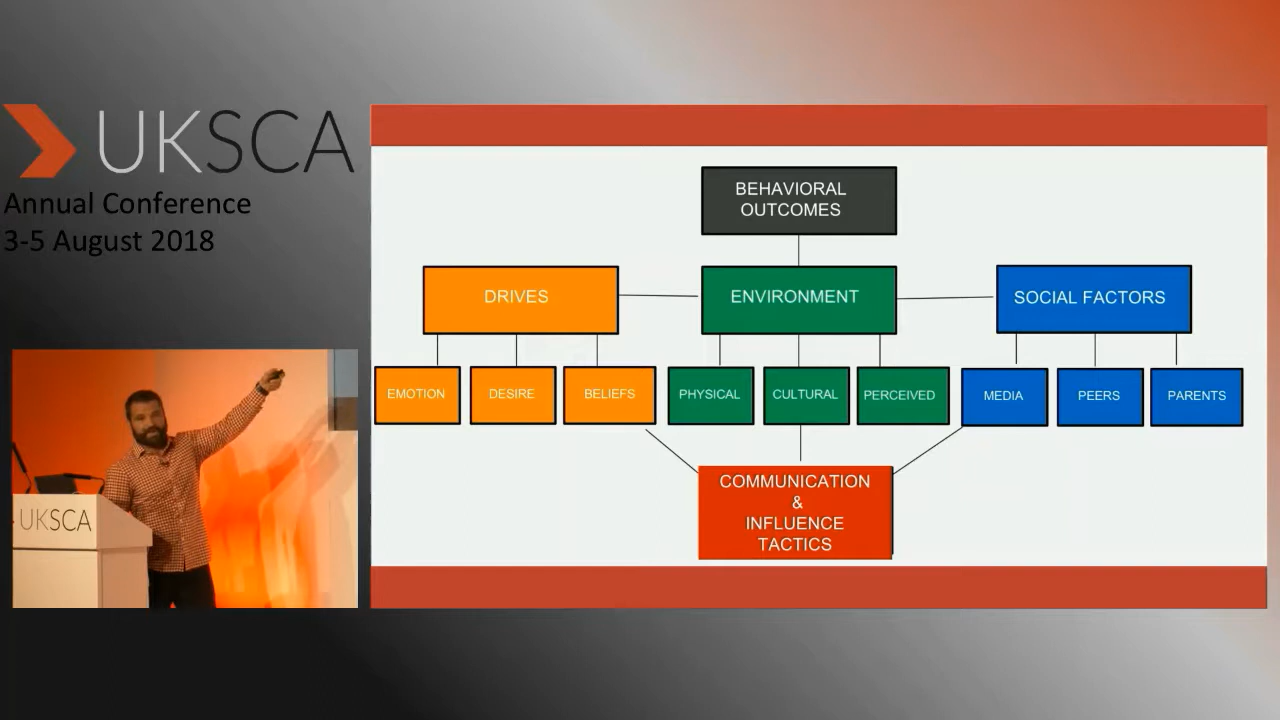 UKSCA
Annual Conference
3-5 August 2018
UKSCA
BEHAVIORAL
OUTCOMES
DRIVES
ENVIRONMENT
SOCIAL FACTORS
EMOTION
DESIRE
BELIEFS
PHYSICAL
CULTURAL
PERCEIVED
MEDIA
PEERS
PARENTS
COMMUNICATION
&
INFLUENCE
TACTICS